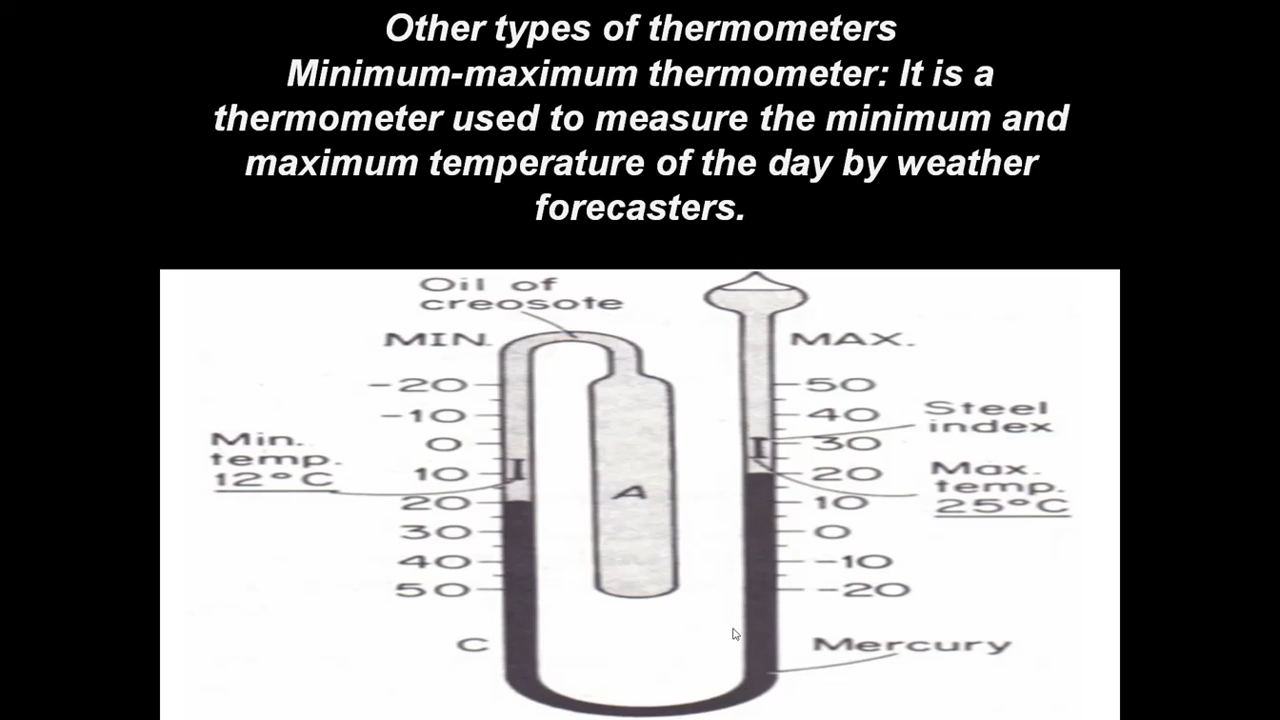 Other types of thermometers
Minimum-maximum thermometer: It is a
thermometer used to measure the minimum and
maximum temperature of the day by weather
forecasters.
Oil of
creosote
MIN.
MAX.
-20
-10
0
10
20
30
40
50
50
40
30
20
10
0
-10
-20
Min.
temp.
12°C
Steel
index
Max.
temp.
25°C
A
C
Mercury